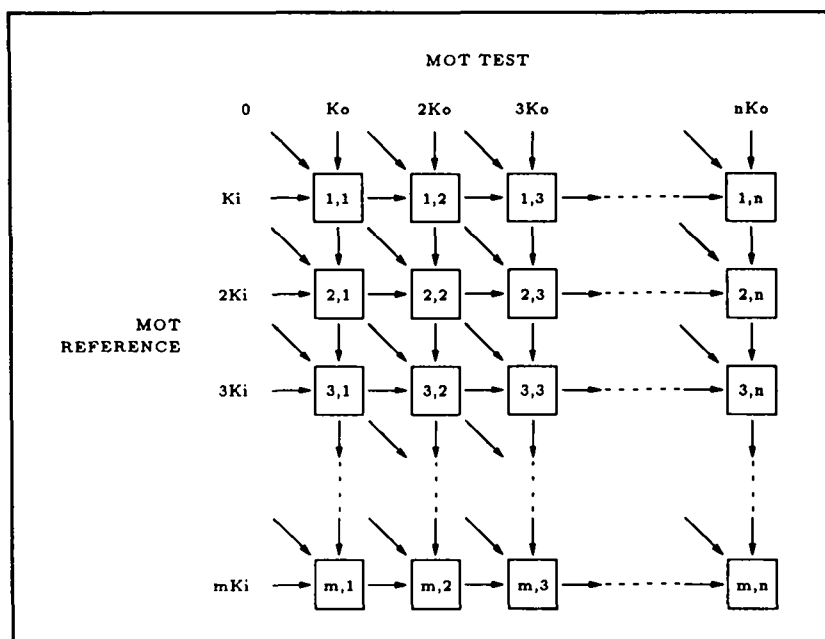 MOT TEST
0 Ko 2Ko 3Ko nKo
Ki 1,1 1,2 1,3 1,n
2Ki 2,1 2,2 2,3 2,n
MOT
REFERENCE
3Ki 3,1 3,2 3,3 3,n
mKi m,1 m,2 m,3 m,n